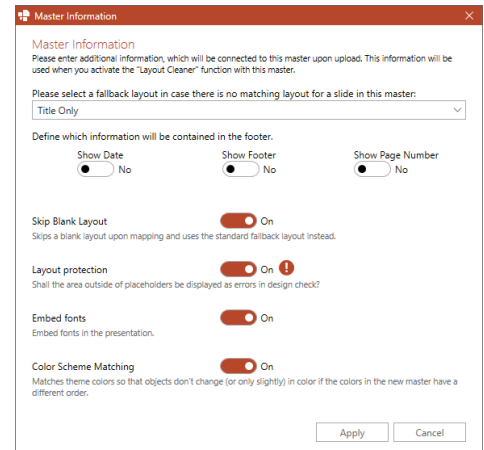 Master Information
Master Information
Please enter additional information, which will be connected to this master upon upload. This information will be
used when you activate the "Layout Cleaner" function with this master.
Please select a fallback layout in case there is no matching layout for a slide in this master:
Title Only
Define which information will be contained in the footer.
Show Date Show Footer Show Page Number
No No No
Skip Blank Layout On
Skips a blank layout upon mapping and uses the standard fallback layout instead.
Layout protection On !
Shall the area outside of placeholders be displayed as errors in design check?
Embed fonts On
Embed fonts in the presentation.
Color Scheme Matching On
Matches theme colors so that objects don't change (or only slightly) in color if the colors in the new master have a
different order.
Apply Cancel